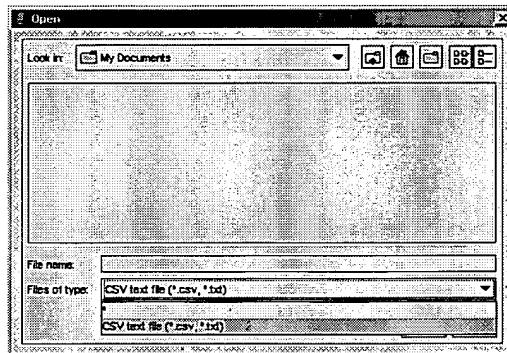 Open
Look in: My Documents
File name:
Files of type: CSV text file (*.csv, *.txt)
*
CSV text file (*.csv, *.txt)